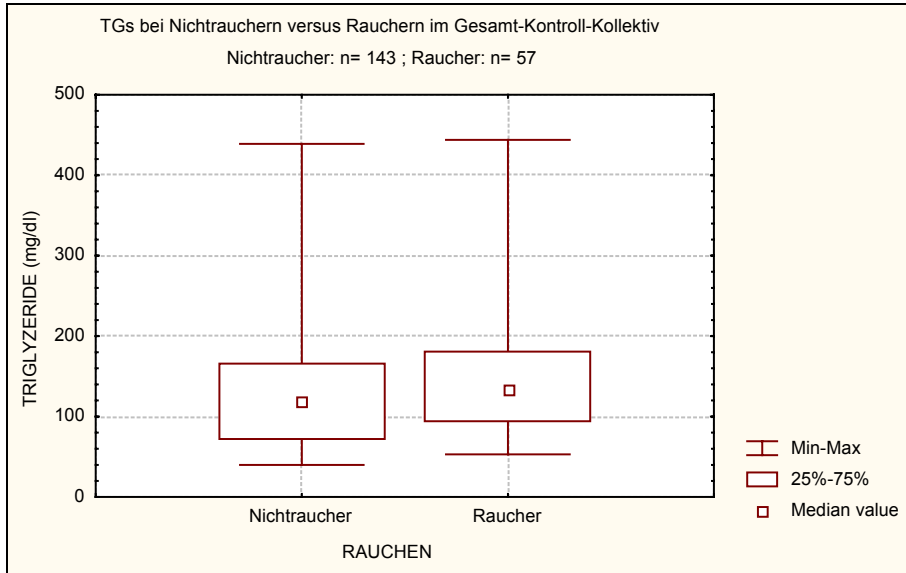 TGs bei Nichtrauchern versus Rauchern im Gesamt-Kontroll-Kollektiv
Nichtraucher: n= 143 ; Raucher: n= 57
TRIGLYZERIDE (mg/dl)
500
400
300
200
100
0
Nichtraucher Raucher
RAUCHEN
Min-Max
25%-75%
Median value